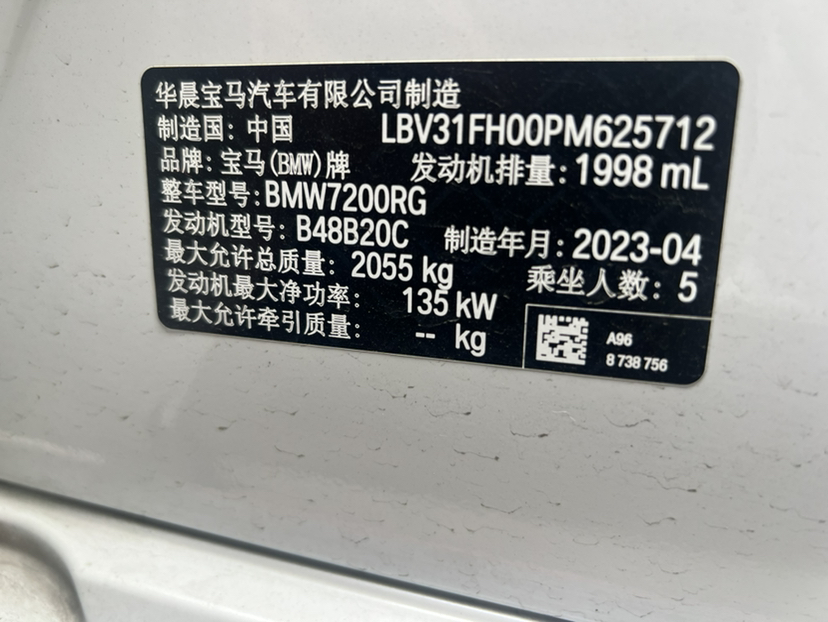 华晨宝马汽车有限公司制造
制造国: 中国 LBV31FH00PM625712
品牌: 宝马(BMW)牌 发动机排量: 1998 mL
整车型号: BMW7200RG
发动机型号: B48B20C 制造年月: 2023-04
最大允许总质量: 2055 kg 乘坐人数: 5
发动机最大净功率: 135 kW
最大允许牵引质量: -- kg
A96
8 738 756